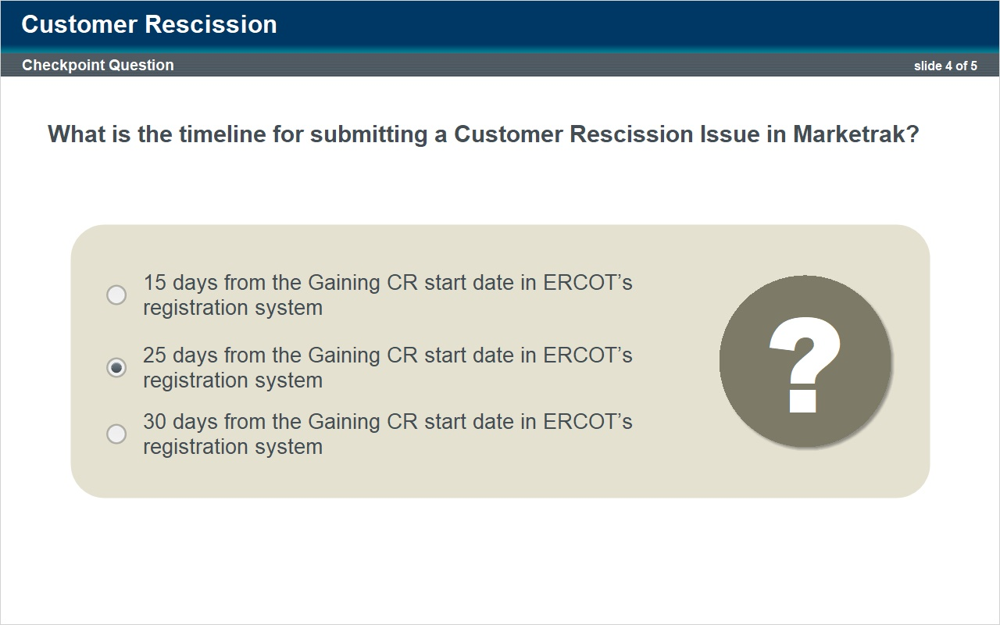 Customer Rescission
Checkpoint Question
slide 4 of 5
What is the timeline for submitting a Customer Rescission Issue in Marketrak?
15 days from the Gaining CR start date in ERCOT’s
registration system
25 days from the Gaining CR start date in ERCOT’s
registration system
30 days from the Gaining CR start date in ERCOT’s
registration system
?